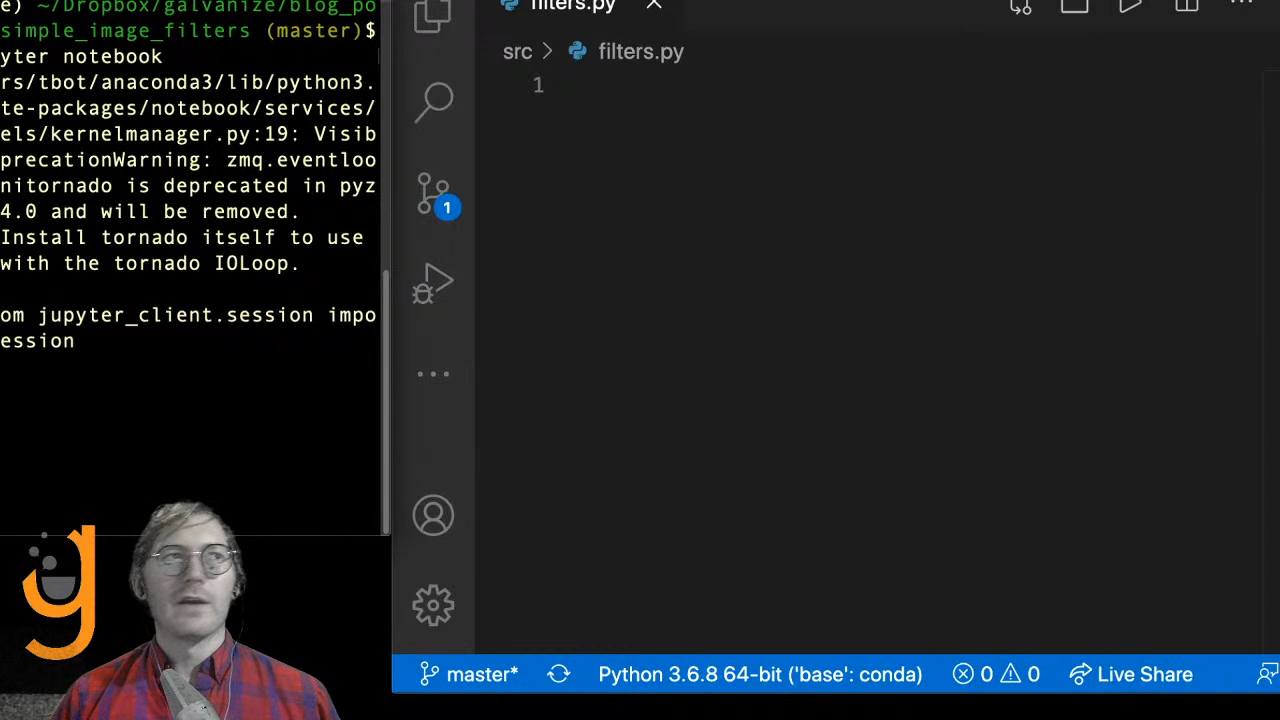 e) ~/Dropbox/galvanize/blog_po
simple_image_filters (master)$
yter notebook
rs/tbot/anaconda3/lib/python3.
te-packages/notebook/services/
els/kernelmanager.py:19: Visib
precationWarning: zmq.eventloo
nitornado is deprecated in pyz
4.0 and will be removed.
Install tornado itself to use
with the tornado IOLoop.
om jupyter_client.session impo
ession
filters.py
src > filters.py
1
1
master*
Python 3.6.8 64-bit ('base': conda)
0 0
Live Share
g